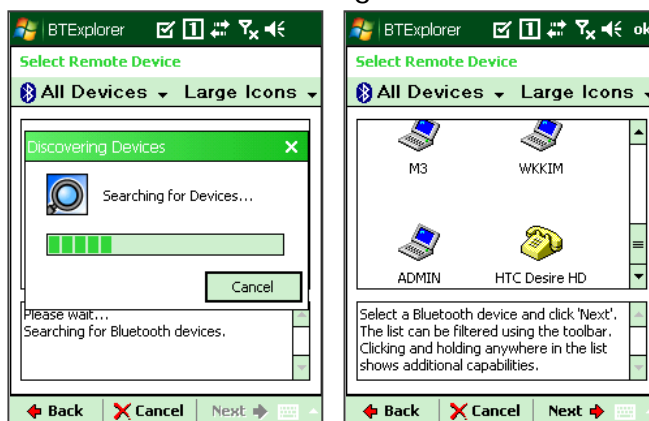 BTExplorer
Select Remote Device
All Devices Large Icons
Discovering Devices
Searching for Devices...
Cancel
Please wait...
Searching for Bluetooth devices.
Back Cancel Next
BTExplorer 1 ok
Select Remote Device
All Devices Large Icons
M3 WKKIM
ADMIN HTC Desire HD
Select a Bluetooth device and click 'Next'.
The list can be filtered using the toolbar.
Clicking and holding anywhere in the list
shows additional capabilities.
Back Cancel Next